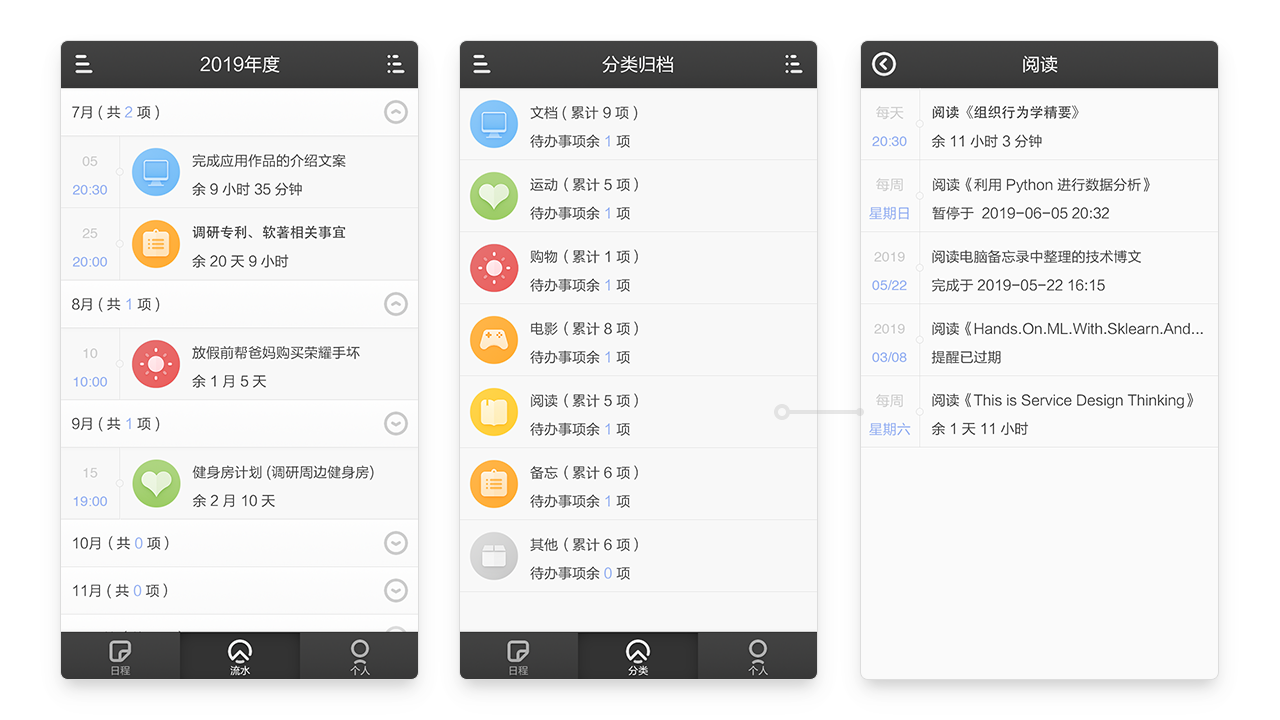 2019年度
7月 ( 共 2 项 )
05
完成应用作品的介绍文案
20:30
余 9 小时 35 分钟
25
调研专利、软著相关事宜
20:00
余 20 天 9 小时
8月 ( 共 1 项 )
10
放假前帮爸妈购买荣耀手环
10:00
余 1 月 5 天
9月 ( 共 1 项 )
15
健身房计划 (调研周边健身房)
19:00
余 2 月 10 天
10月 ( 共 0 项 )
11月 ( 共 0 项 )
日程
流水
个人
分类归档
文档 ( 累计 9 项 )
待办事项余 1 项
运动 ( 累计 5 项 )
待办事项余 1 项
购物 ( 累计 1 项 )
待办事项余 1 项
电影 ( 累计 8 项 )
待办事项余 1 项
阅读 ( 累计 5 项 )
待办事项余 1 项
备忘 ( 累计 6 项 )
待办事项余 1 项
其他 ( 累计 6 项 )
待办事项余 0 项
日程
分类
个人
阅读
每天
阅读《组织行为学精要》
20:30
余 11 小时 3 分钟
每周
阅读《利用 Python 进行数据分析》
星期日
暂停于 2019-06-05 20:32
2019
阅读电脑备忘录中整理的技术博文
05/22
完成于 2019-05-22 16:15
2019
阅读《Hands.On.ML.With.Sklearn.And...
03/08
提醒已过期
每周
阅读《This is Service Design Thinking》
星期六
余 1 天 11 小时